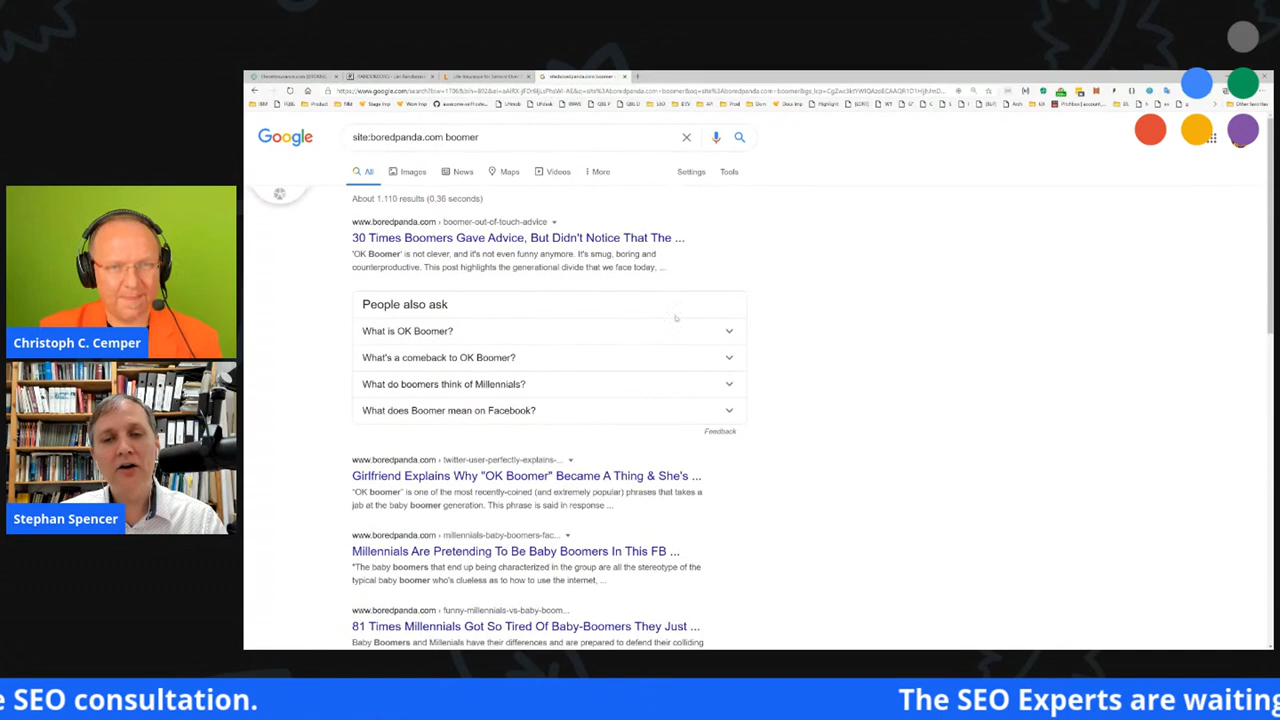 Google
site:boredpanda.com boomer
All Images News Maps Videos More Settings Tools
About 1.110 results (0,36 seconds)
www.boredpanda.com › boomer-out-of-touch-advice
30 Times Boomers Gave Advice, But Didn't Notice That The ...
'OK Boomer' is not clever, and it's not even funny anymore. It's smug, boring and
counterproductive. This post highlights the generational divide that we face today, ...
People also ask
What is OK Boomer?
What's a comeback to OK Boomer?
What do boomers think of Millennials?
What does Boomer mean on Facebook?
Feedback
www.boredpanda.com › twitter-user-perfectly-explains-...
Girlfriend Explains Why "OK Boomer" Became A Thing & She's ...
"OK boomer" is one of the most recently-coined (and extremely popular) phrases that takes a
jab at the baby boomer generation. This phrase is said in response ...
www.boredpanda.com › millennials-baby-boomers-fac...
Millennials Are Pretending To Be Baby Boomers In This FB ...
"The baby boomers that end up being characterized in the group are all the stereotype of the
typical baby boomer who's clueless as to how to use the internet, ...
www.boredpanda.com › funny-millennials-vs-baby-boom...
81 Times Millennials Got So Tired Of Baby-Boomers They Just ...
Baby Boomers and Millenials have their differences and are prepared to defend their colliding
Christoph C. Cemper
Stephan Spencer
e SEO consultation. The SEO Experts are waiting